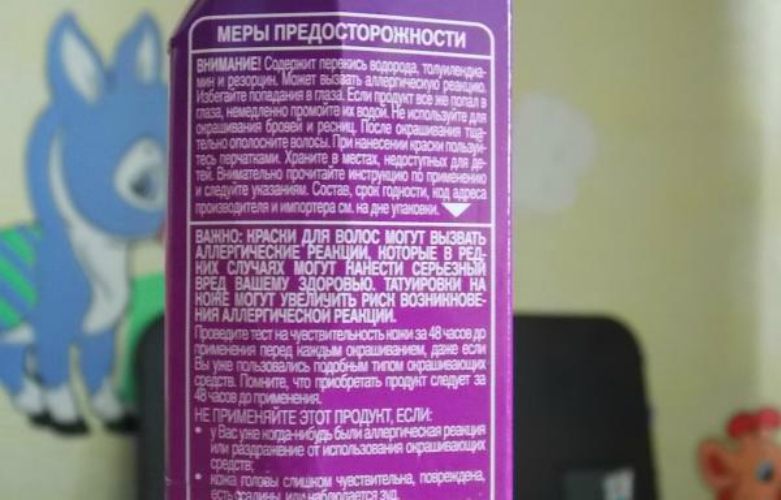 МЕРЫ ПРЕДОСТОРОЖНОСТИ
ВНИМАНИЕ! Содержит перекись водорода, толуилендиа-
мин и резорцин. Может вызвать аллергическую реакцию.
Избегайте попадания в глаза. Если продукт все же попал в
глаза, немедленно промойте их водой. Не используйте для
окрашивания бровей и ресниц. После окрашивания тща-
тельно ополосните волосы. При нанесении краски пользуй-
тесь перчатками. Храните в местах, недоступных для де-
тей. Внимательно прочитайте инструкцию по применению
и следуйте указаниям. Состав, срок годности, код адреса
производителя и импортера см. на дне упаковки.
ВАЖНО: КРАСКИ ДЛЯ ВОЛОС МОГУТ ВЫЗВАТЬ
АЛЛЕРГИЧЕСКИЕ РЕАКЦИИ, КОТОРЫЕ В РЕД-
КИХ СЛУЧАЯХ МОГУТ НАНЕСТИ СЕРЬЕЗНЫЙ
ВРЕД ВАШЕМУ ЗДОРОВЬЮ. ТАТУИРОВКИ НА
КОЖЕ МОГУТ УВЕЛИЧИТЬ РИСК ВОЗНИКНОВЕ-
НИЯ АЛЛЕРГИЧЕСКОЙ РЕАКЦИИ.
Проведите тест на чувствительность кожи за 48 часов до
применения перед каждым окрашиванием, даже если
Вы уже пользовались подобным типом окрашивающих
средств. Помните, что приобретать продукт следует за
48 часов до применения.
НЕ ПРИМЕНЯЙТЕ ЭТОТ ПРОДУКТ, ЕСЛИ:
• у Вас уже когда-нибудь были аллергическая реакция
или раздражение от использования окрашивающих
средств;
• кожа головы слишком чувствительна, повреждена,
есть ссадины, или наблюдается зуд,